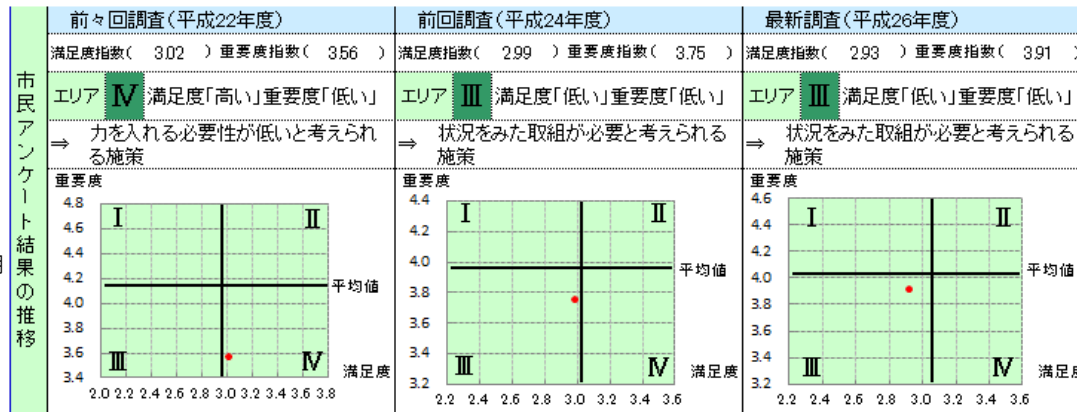 市民アンケート結果の推移
前々回調査(平成22年度)
満足度指数( 3.02 )重要度指数( 3.56 )
エリア Ⅳ 満足度「高い」重要度「低い」
⇒ 力を入れる必要性が低いと考えられ
る施策
重要度
4.8
4.6
4.4
4.2
4.0
3.8
3.6
3.4
Ⅰ Ⅱ
平均値
Ⅲ Ⅳ
満足度
2.0 2.2 2.4 2.6 2.8 3.0 3.2 3.4 3.6 3.8
前回調査(平成24年度)
満足度指数( 2.99 )重要度指数( 3.75 )
エリア Ⅲ 満足度「低い」重要度「低い」
⇒ 状況をみた取組が必要と考えられる
施策
重要度
4.4
4.2
4.0
3.8
3.6
3.4
3.2
Ⅰ Ⅱ
平均値
Ⅲ Ⅳ
満足度
2.2 2.4 2.6 2.8 3.0 3.2 3.4 3.6
最新調査(平成26年度)
満足度指数( 2.93 )重要度指数( 3.91 )
エリア Ⅲ 満足度「低い」重要度「低い」
⇒ 状況をみた取組が必要と考えられる
施策
重要度
4.6
4.4
4.2
4.0
3.8
3.6
3.4
3.2
Ⅰ Ⅱ
平均値
Ⅲ Ⅳ
満足度
2.2 2.4 2.6 2.8 3.0 3.2 3.4 3.6